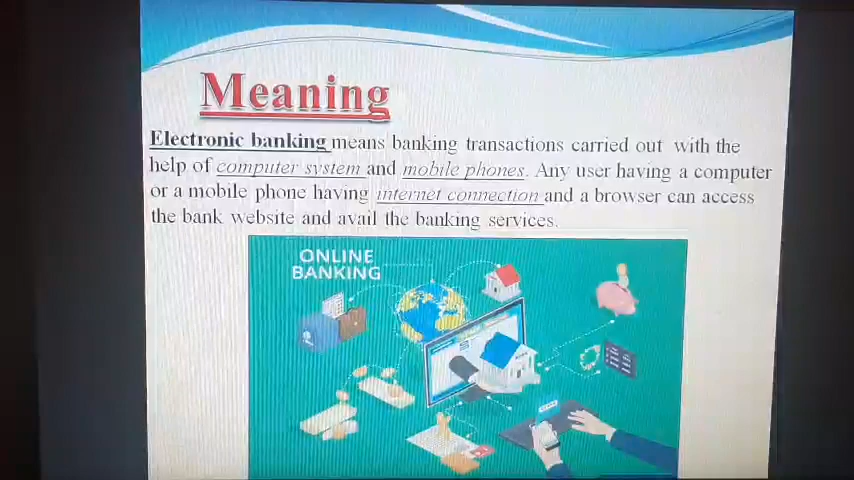 Meaning
Electronic banking means banking transactions carried out with the
help of computer system and mobile phones. Any user having a computer
or a mobile phone having internet connection and a browser can access
the bank website and avail the banking services.
ONLINE
BANKING